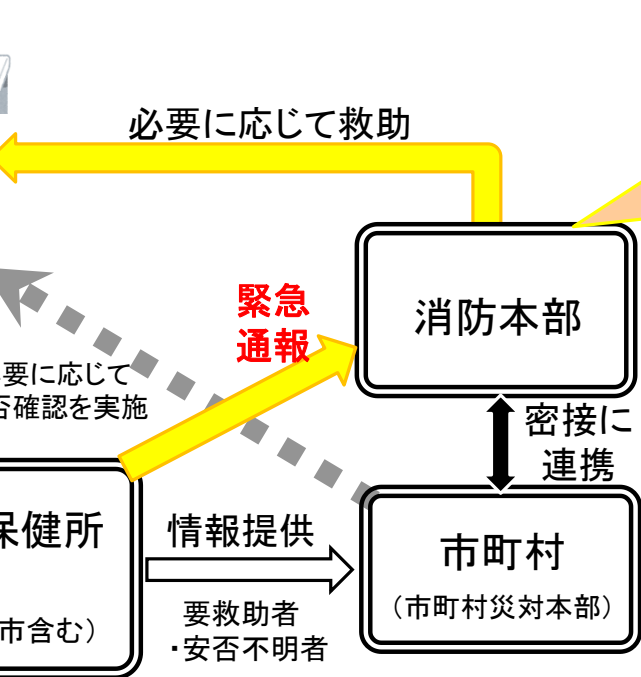 必要に応じて救助
緊急
通報
消防本部
要に応じて
否確認を実施
密接に
連携
保健所
市含む）
情報提供
要救助者
・安否不明者
市町村
（市町村災対本部）